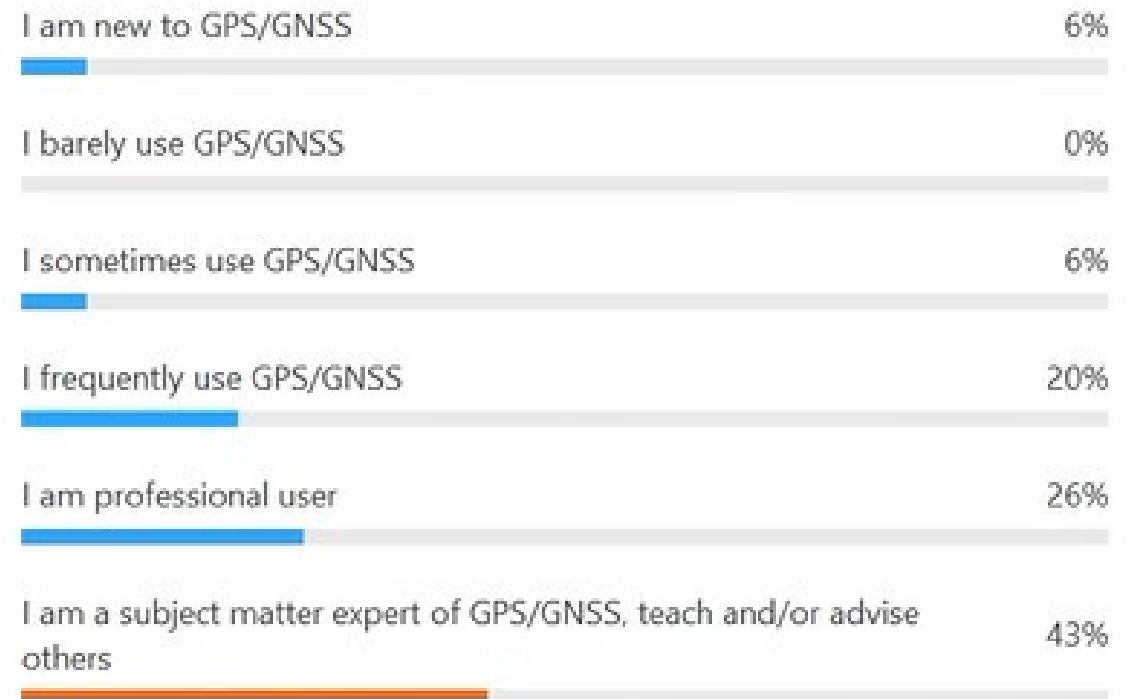 I am new to GPS/GNSS 6%
I barely use GPS/GNSS 0%
I sometimes use GPS/GNSS 6%
I frequently use GPS/GNSS 20%
I am professional user 26%
I am a subject matter expert of GPS/GNSS, teach and/or advise
others 43%